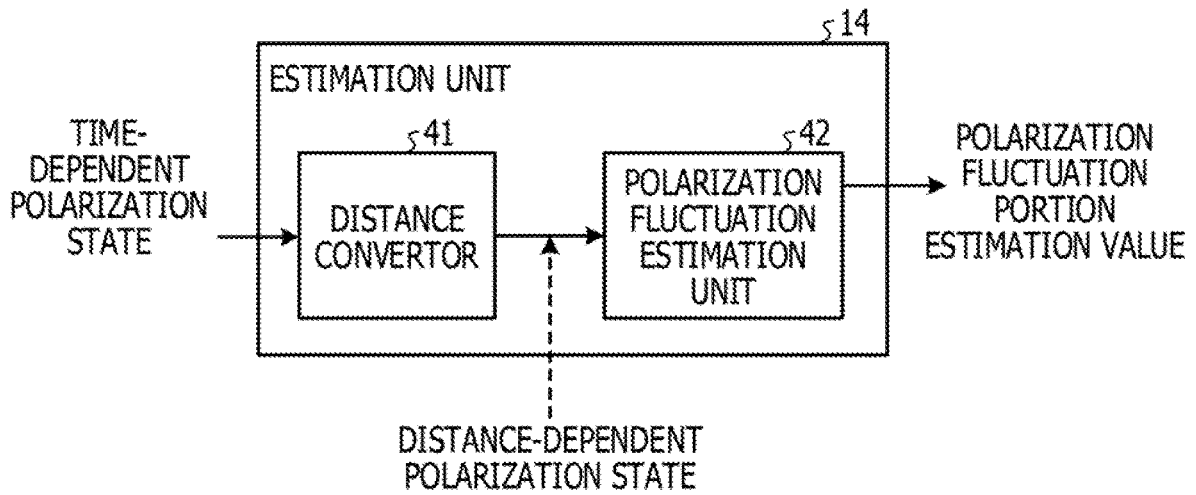 14
ESTIMATION UNIT
TIME-
DEPENDENT
POLARIZATION
STATE
41
DISTANCE
CONVERTOR
42
POLARIZATION
FLUCTUATION
ESTIMATION
UNIT
POLARIZATION
FLUCTUATION
PORTION
ESTIMATION VALUE
DISTANCE-DEPENDENT
POLARIZATION STATE